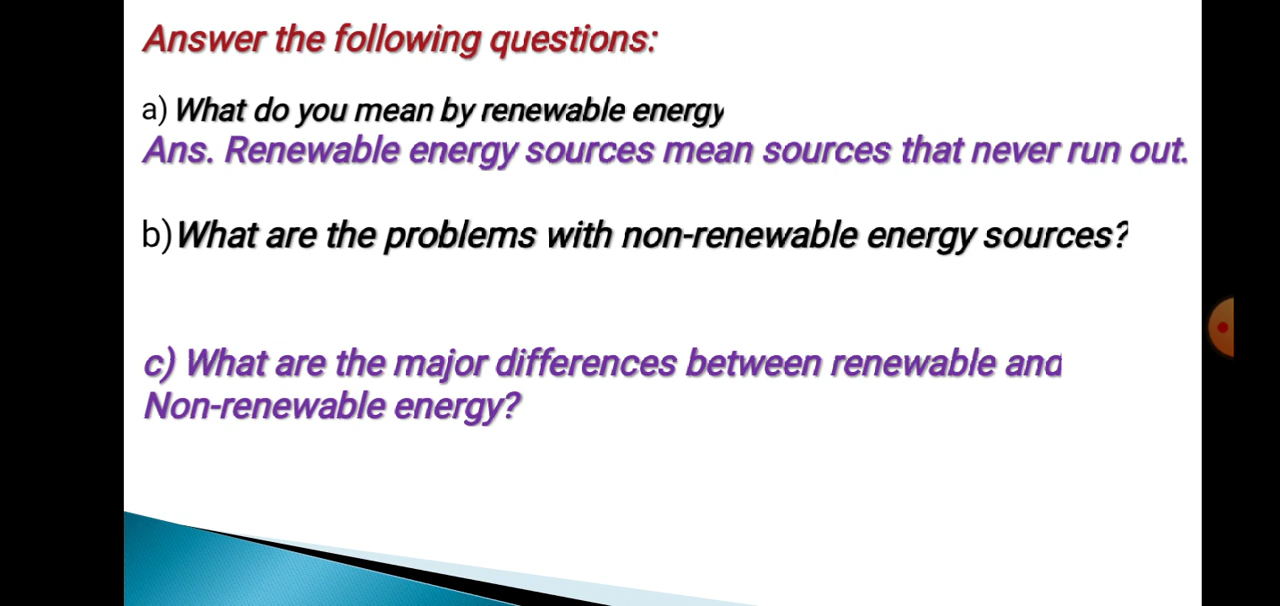 Answer the following questions:
a) What do you mean by renewable energy
Ans. Renewable energy sources mean sources that never run out.
b)What are the problems with non-renewable energy sources?
c) What are the major differences between renewable and
Non-renewable energy?